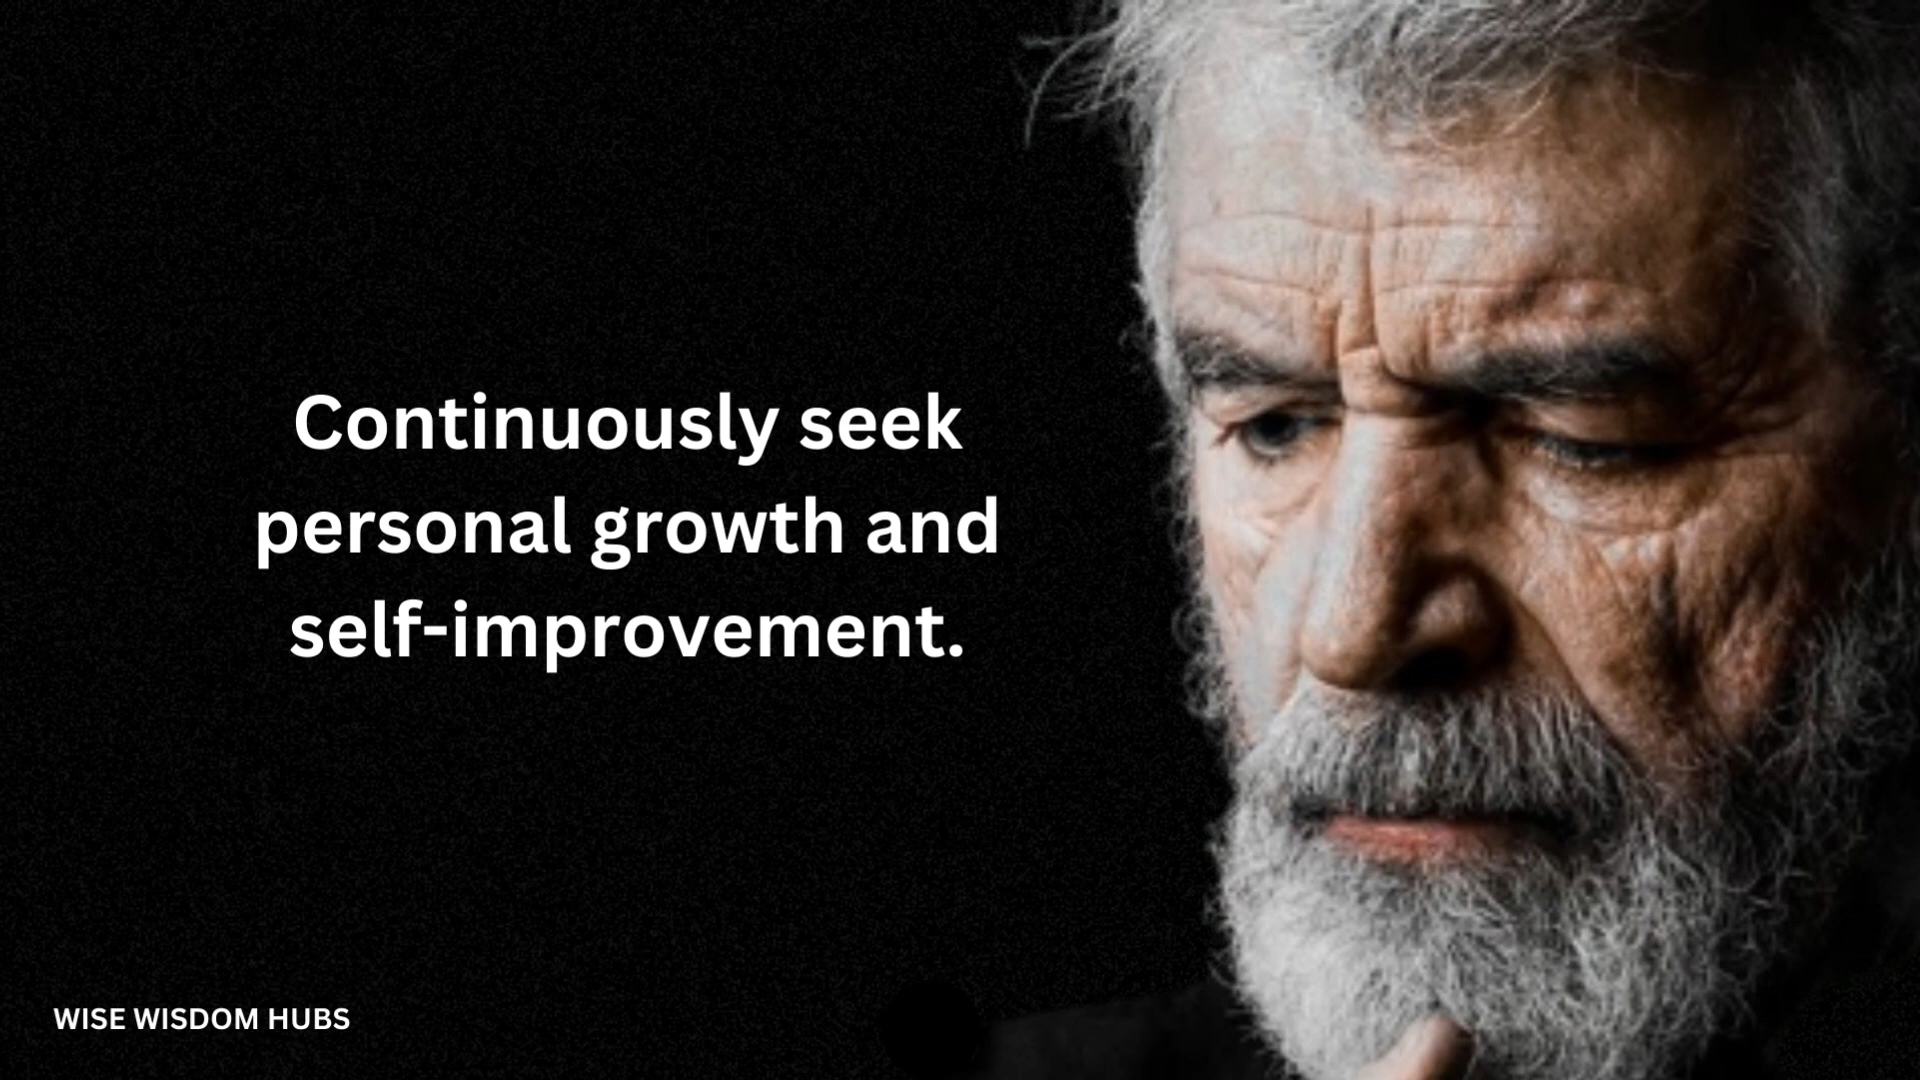 Continuously seek
personal growth and
self-improvement.
WISE WISDOM HUBS